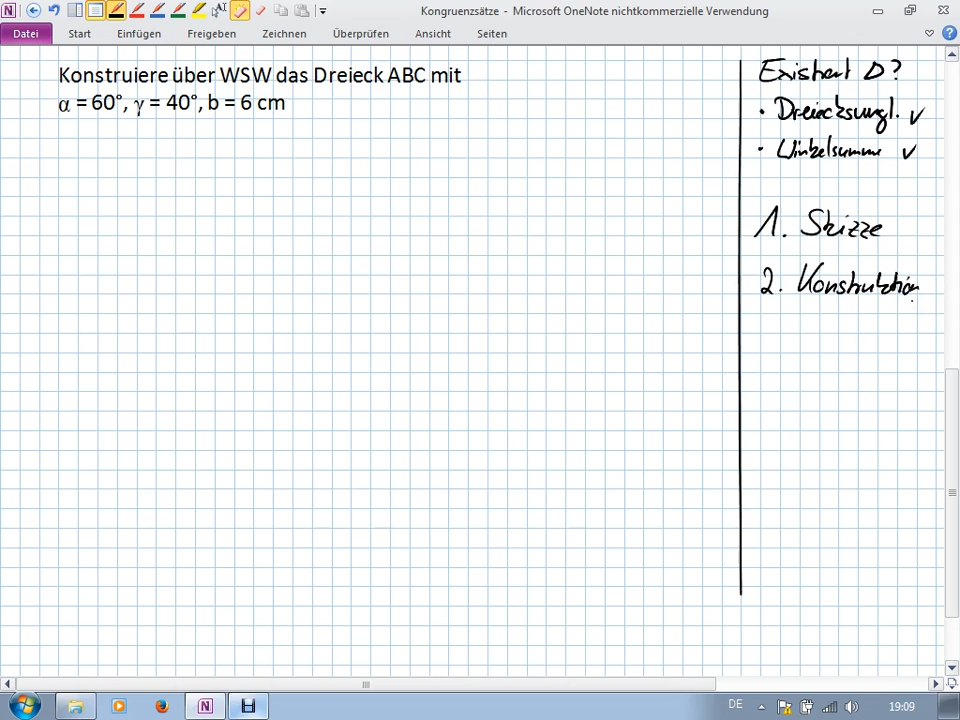 Kongruenzsätze - Microsoft OneNote nichtkommerzielle Verwendung
Datei Start Einfügen Freigeben Zeichnen Überprüfen Ansicht Seiten
Konstruiere über WSW das Dreieck ABC mit
α = 60°, γ = 40°, b = 6 cm
Existiert Δ?
• Dreiecksungl. ✓
• Winkelsumme ✓
1. Skizze
2. Konstruktion
DE
19:09